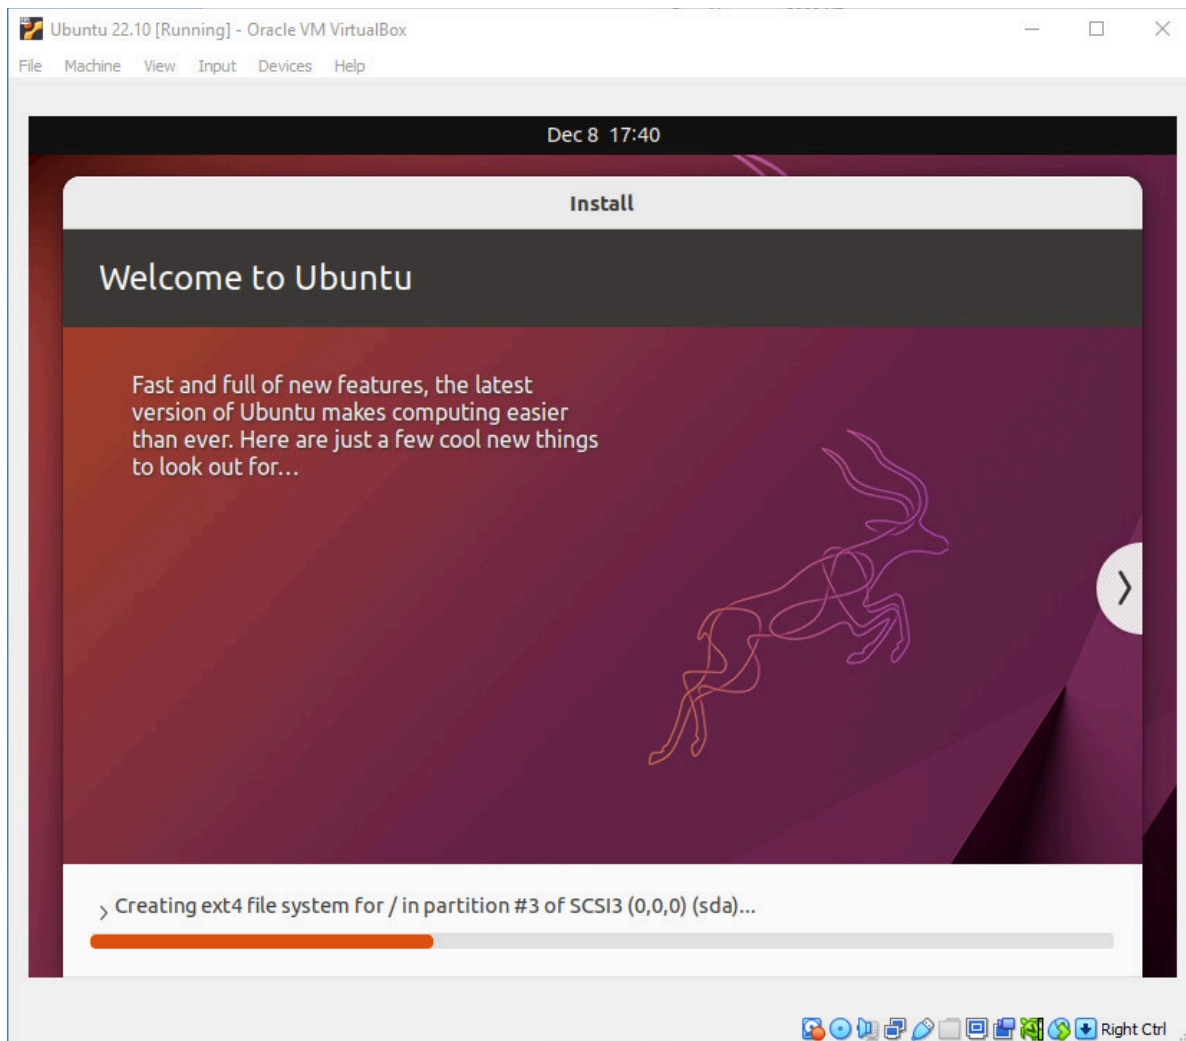 Ubuntu 22.10 [Running] - Oracle VM VirtualBox
File Machine View Input Devices Help
Dec 8 17:40
Install
Welcome to Ubuntu
Fast and full of new features, the latest
version of Ubuntu makes computing easier
than ever. Here are just a few cool new things
to look out for...
Creating ext4 file system for / in partition #3 of SCSI3 (0,0,0) (sda)...
Right Ctrl